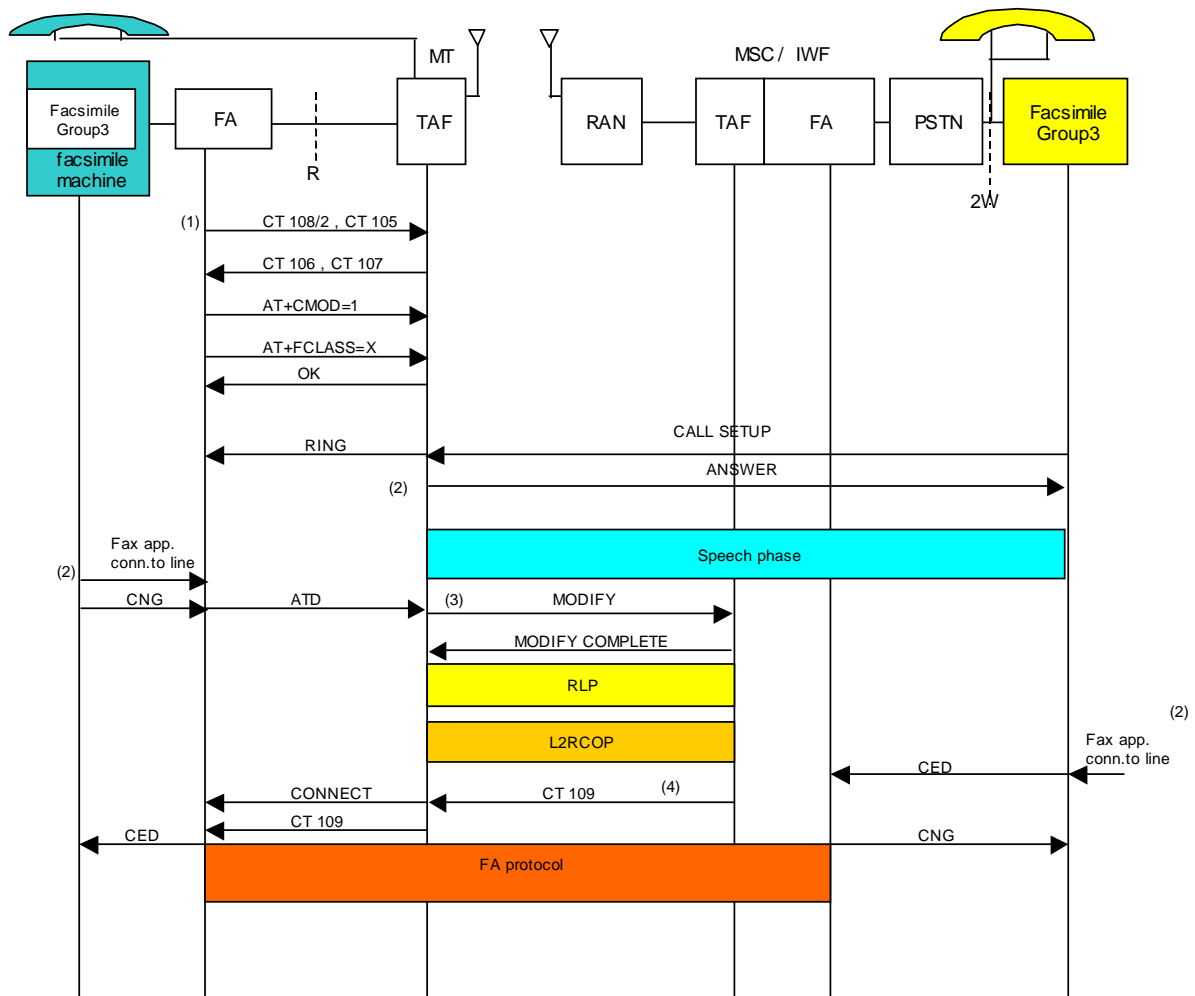 MT
MSC / IWF
Facsimile
Group3
facsimile
machine
FA
R
TAF
RAN
TAF
FA
PSTN
2W
Facsimile
Group3
(1)
CT 108/2 , CT 105
CT 106 , CT 107
AT+CMOD=1
AT+FCLASS=X
OK
CALL SETUP
RING
ANSWER
(2)
Speech phase
Fax app.
conn.to line
(2)
CNG
ATD
(3)
MODIFY
MODIFY COMPLETE
RLP
(2)
L2RCOP
Fax app.
conn.to line
CED
CONNECT
CT 109
(4)
CT 109
CED
CNG
FA protocol